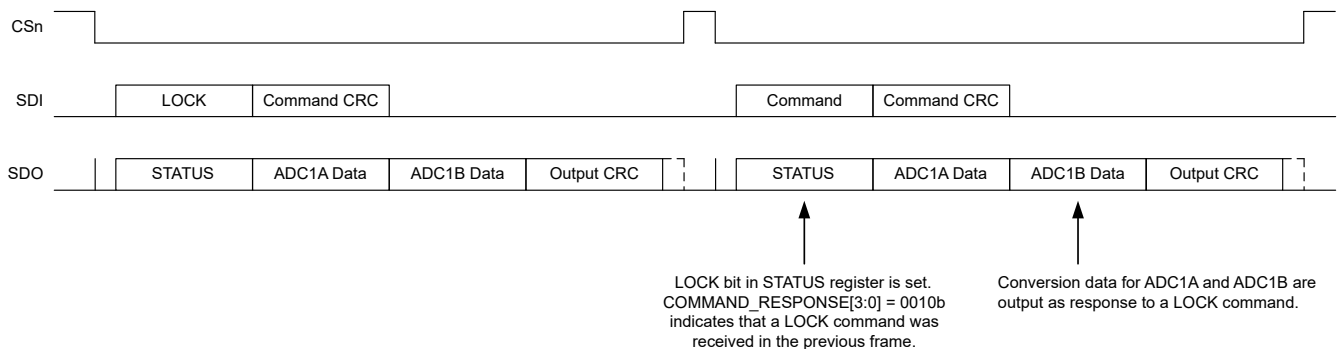 CSn
SDI
LOCK
Command CRC
Command
Command CRC
SDO
STATUS
ADC1A Data
ADC1B Data
Output CRC
STATUS
ADC1A Data
ADC1B Data
Output CRC
LOCK bit in STATUS register is set.
COMMAND_RESPONSE[3:0] = 0010b
indicates that a LOCK command was
received in the previous frame.
Conversion data for ADC1A and ADC1B are
output as response to a LOCK command.